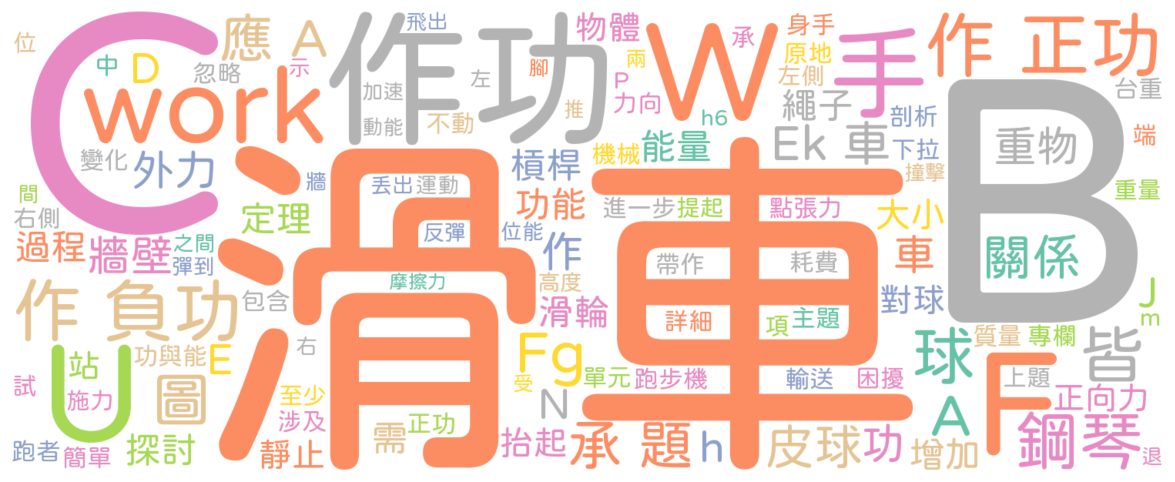 位
中
D
忽略
應 A
示
飛出
加速
動能
左
作功
不動
腳
推
物體
P
兩
力向
W
承
h6
身手
原地
左側
手
繩子
作 正功
剖析
台重
C
work
變化
外力
牆
丟出
運動
槓桿
機械
能量
Ek 車
下拉
撞擊
B
重物
端
重量
間
右側
過程
牆壁
之間
彈到
定理
滑車
反彈
位能
功能
進一步
提起
點張力
大小
車
關係
作 負功
包含
摩擦力
作
高度
滑輪
帶作
耗費
詳細
項
主題
對球
J
m
U
站
施力
功與能
E
圖
右
至少
涉及
Fg
受
單元
跑步機
輸送
困擾
球
質量
專欄
皆
試
跑者
簡單
探討
靜止
需
正功
抬起
N
承 題
h
皮球
功
A
增加
F
上題
正向力
鋼琴
退